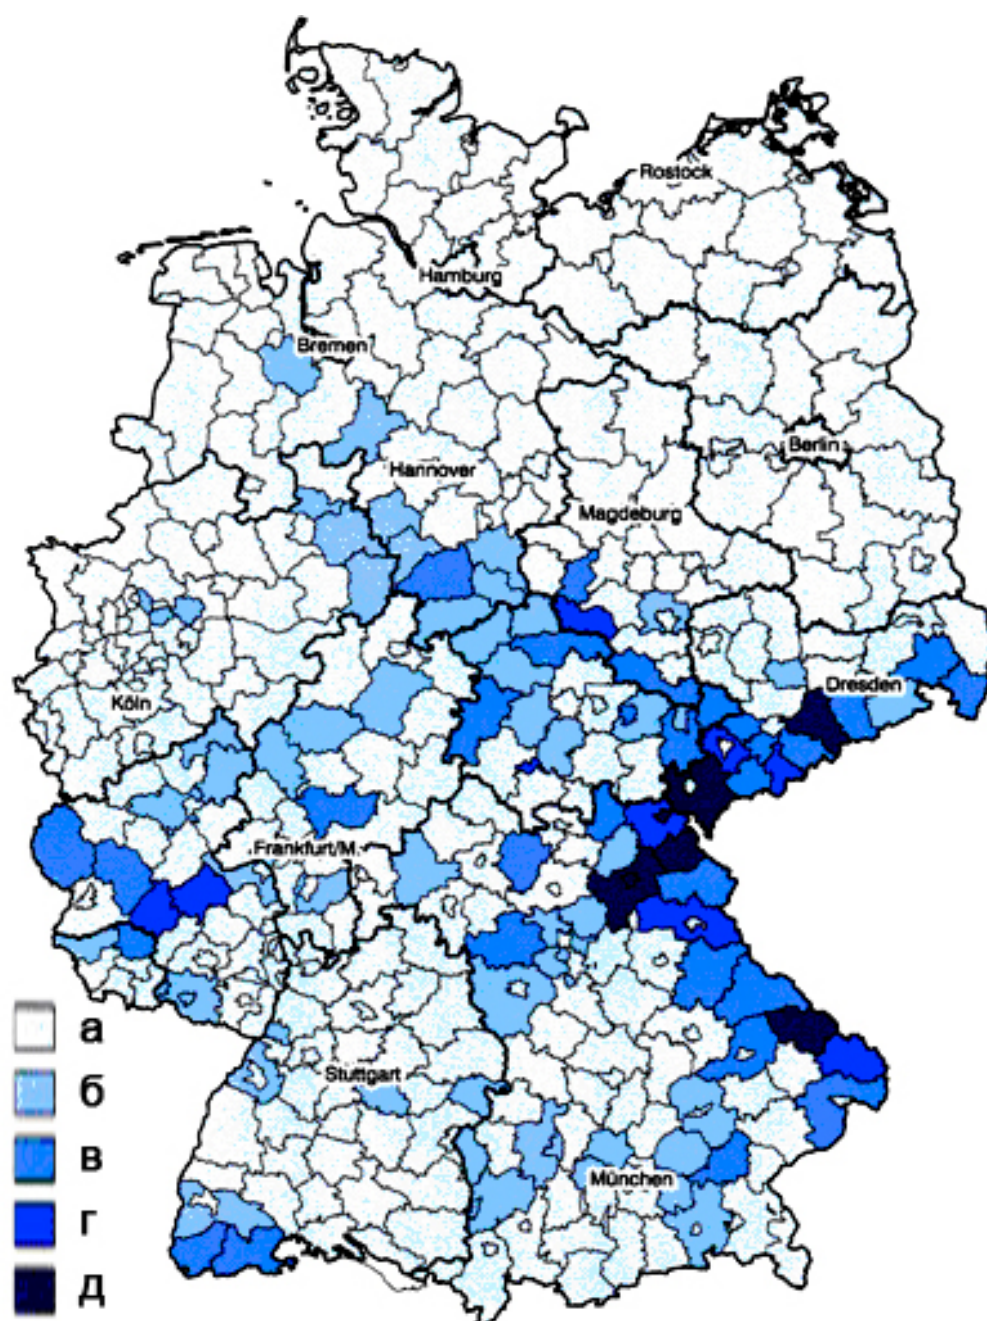 Rostock
Hamburg
Bremen
Berlin
Hannover
Magdeburg
Dresden
Köln
Frankfurt/M.
Stuttgart
München
а
б
в
г
д